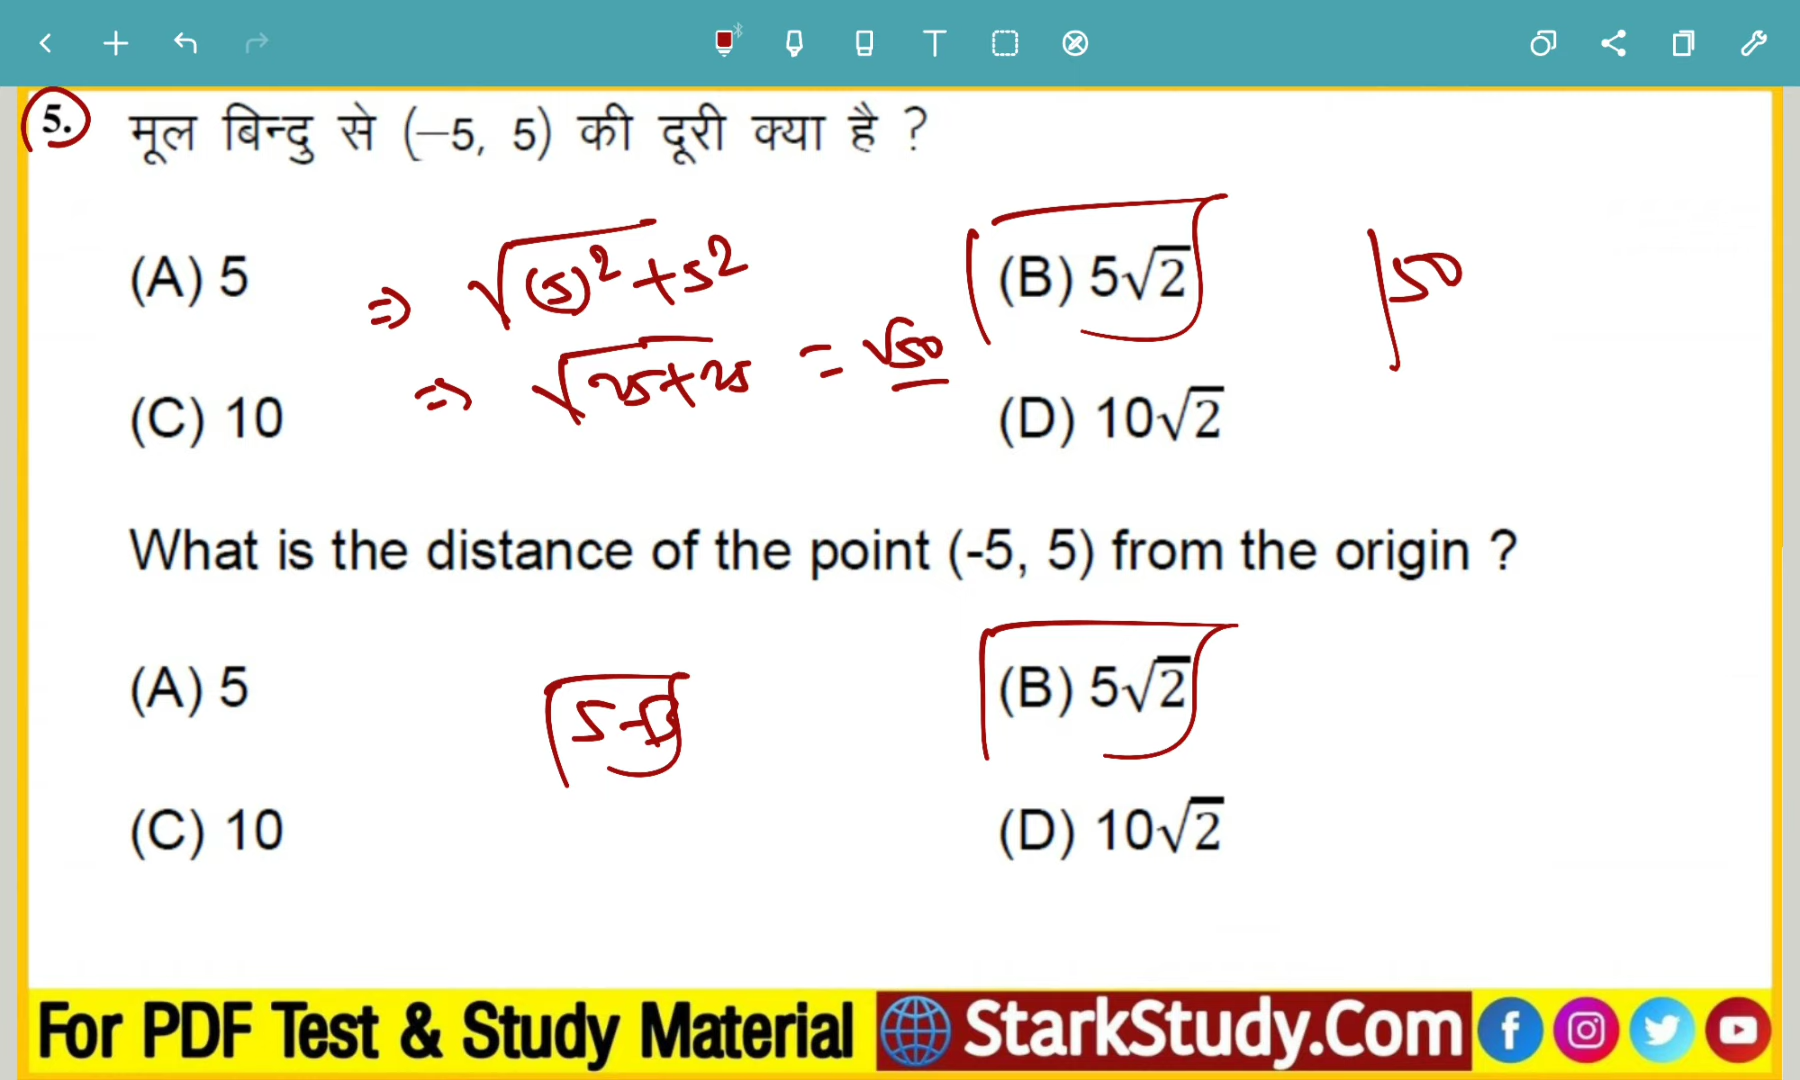 5. मूल बिन्दु से (–5, 5) की दूरी क्या है ?
(A) 5 (B) 5√2
⇒ √(5)² + 5²
50
⇒ √25+25 = √50
(C) 10 (D) 10√2
What is the distance of the point (-5, 5) from the origin ?
(A) 5 (B) 5√2
5-B
(C) 10 (D) 10√2
For PDF Test & Study Material StarkStudy.Com